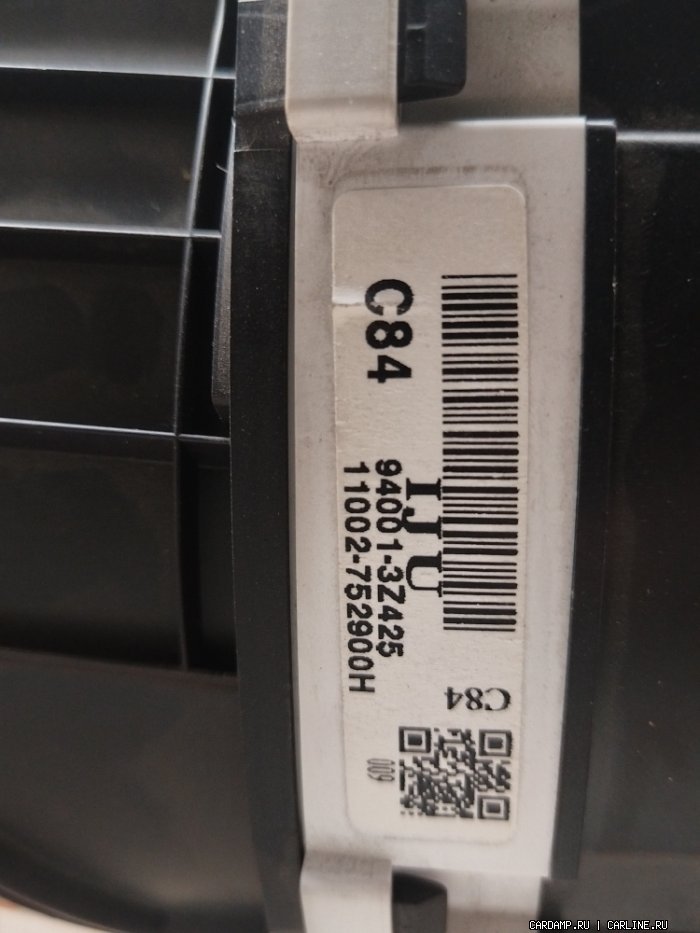 C84
IJU
94001-3Z425
11002-752900H
C84
009
CARDAMP.RU | CARLINE.RU